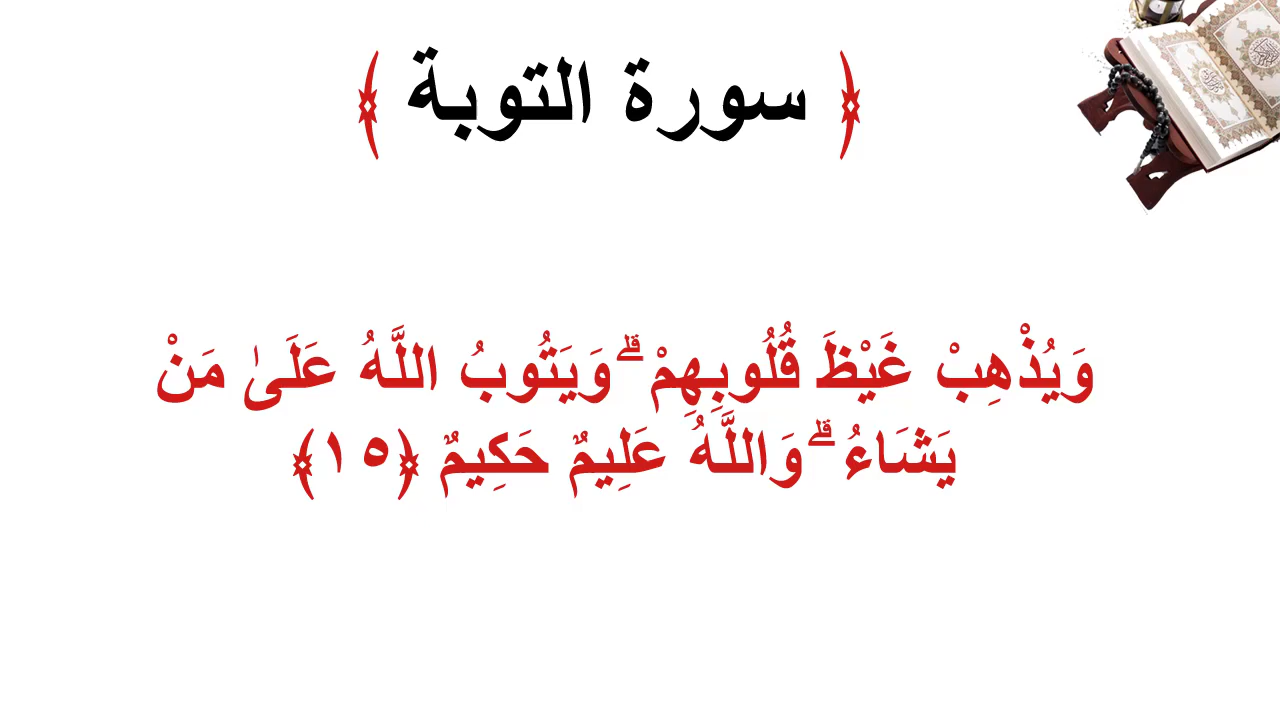 ﴿ سورة التوبة ﴾
وَيُذْهِبْ غَيْظَ قُلُوبِهِمْ ۗ وَيَتُوبُ اللَّهُ عَلَىٰ مَنْ
يَشَاءُ ۗ وَاللَّهُ عَلِيمٌ حَكِيمٌ ﴿١٥﴾